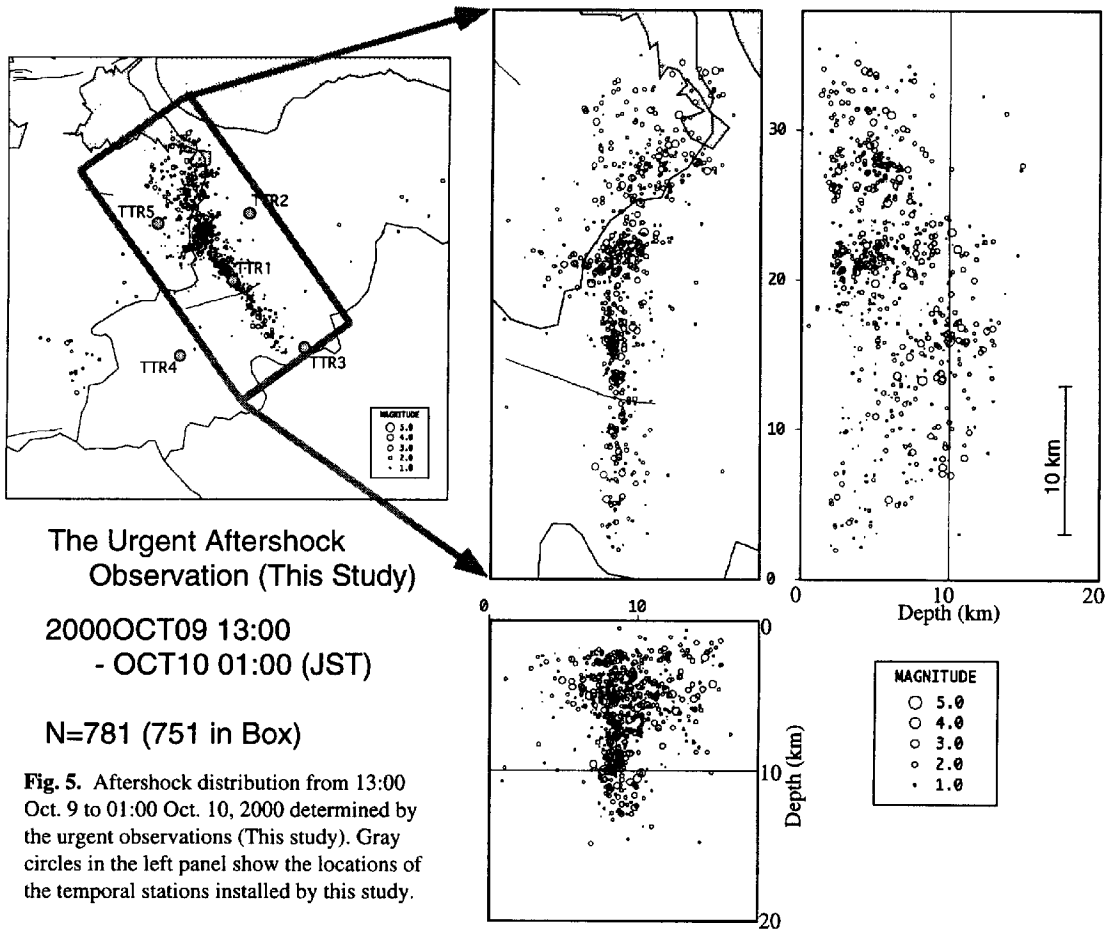 TTR2
TTR5
TTR1
TTR4
TTR3
MAGNITUDE
5.0
4.0
3.0
2.0
1.0
0
30
20
10
10 km
0
10
20
Depth (km)
The Urgent Aftershock
Observation (This Study)
2000OCT09 13:00
- OCT10 01:00 (JST)
N=781 (751 in Box)
Fig. 5. Aftershock distribution from 13:00
Oct. 9 to 01:00 Oct. 10, 2000 determined by
the urgent observations (This study). Gray
circles in the left panel show the locations of
the temporal stations installed by this study.
0
10
0
10
20
Depth (km)
MAGNITUDE
5.0
4.0
3.0
2.0
1.0